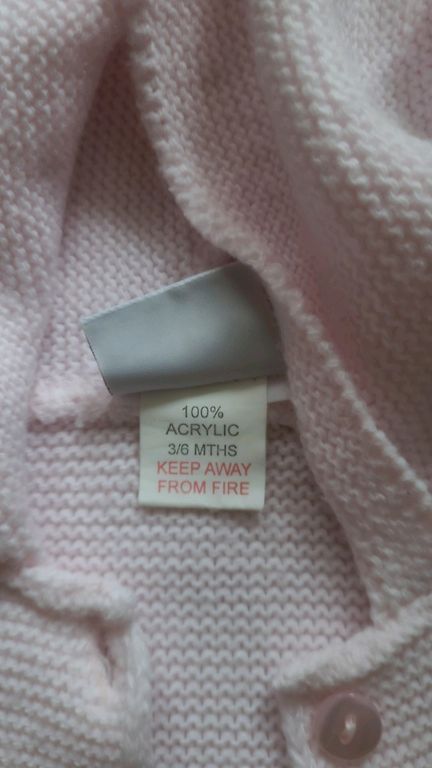 100%
ACRYLIC
3/6 MTHS
KEEP AWAY
FROM FIRE